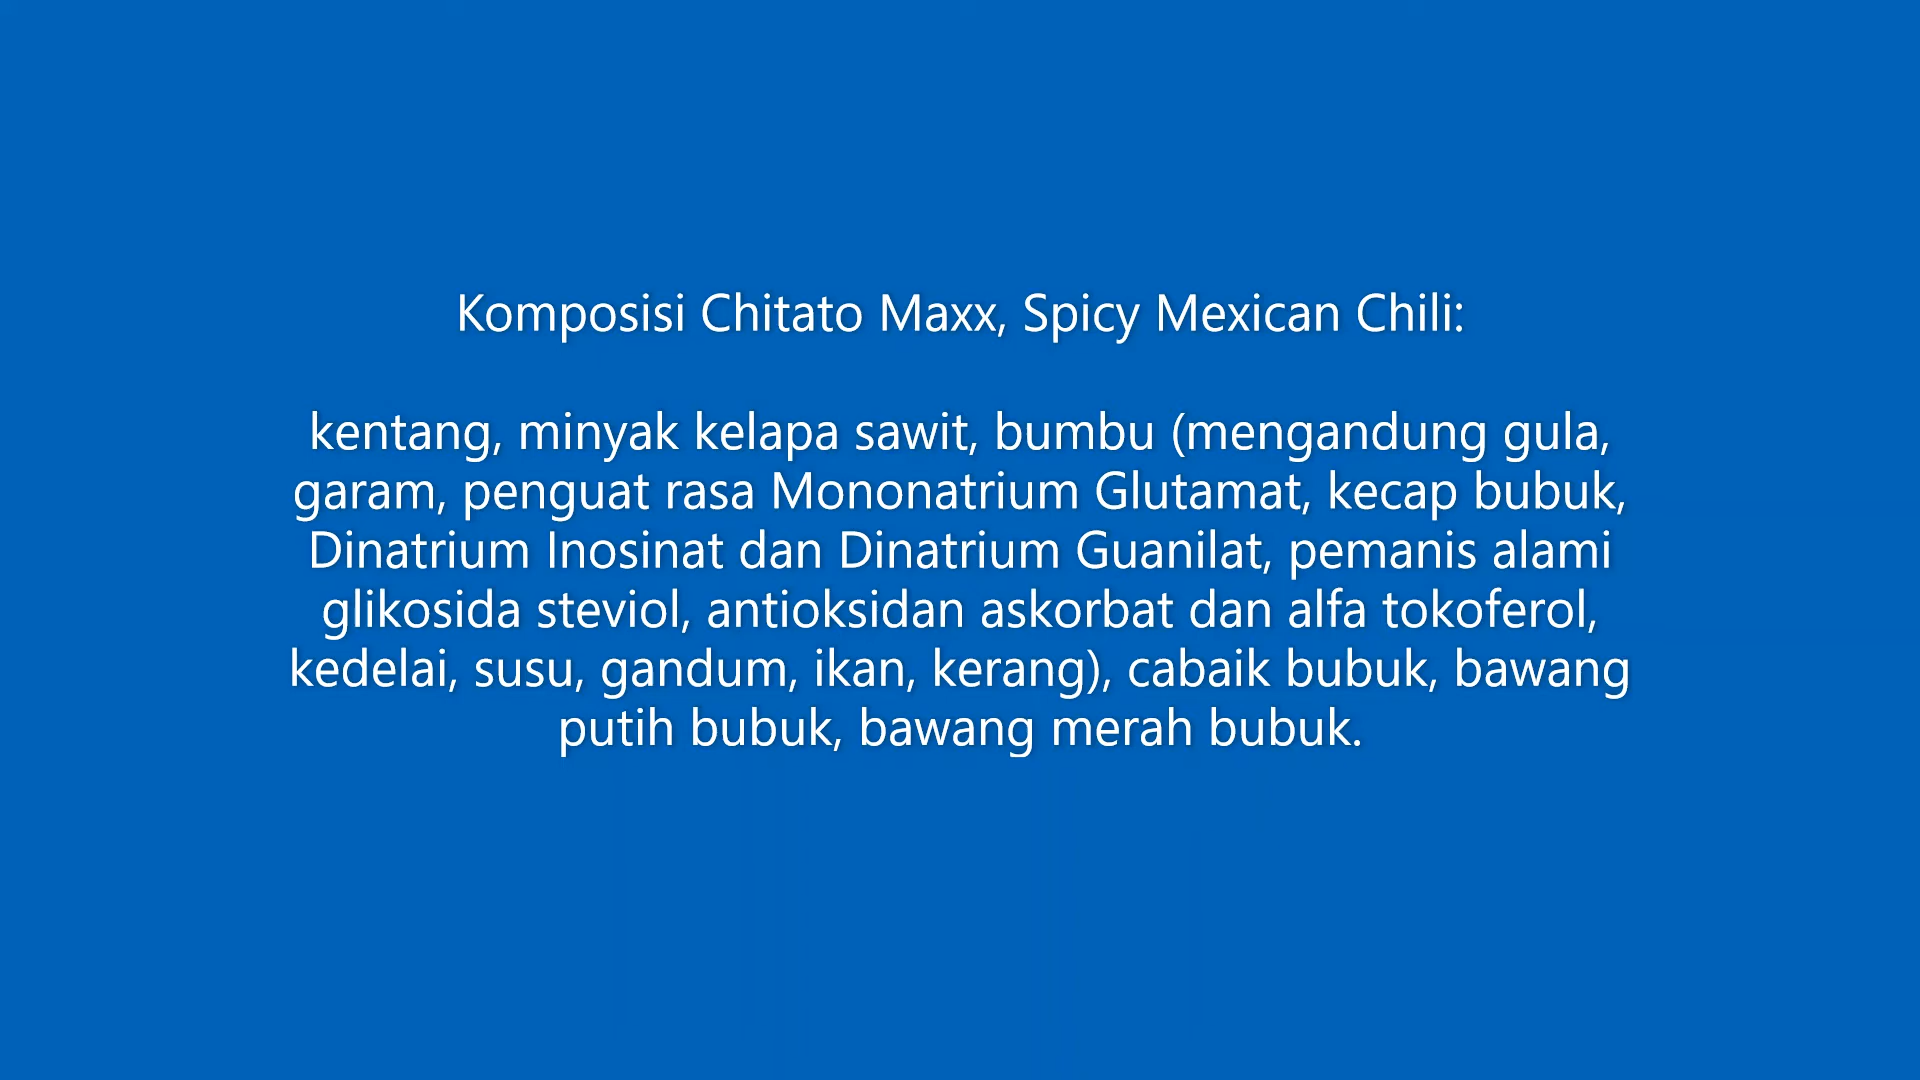 Komposisi Chitato Maxx, Spicy Mexican Chili:
kentang, minyak kelapa sawit, bumbu (mengandung gula,
garam, penguat rasa Mononatrium Glutamat, kecap bubuk,
Dinatrium Inosinat dan Dinatrium Guanilat, pemanis alami
glikosida steviol, antioksidan askorbat dan alfa tokoferol,
kedelai, susu, gandum, ikan, kerang), cabaik bubuk, bawang
putih bubuk, bawang merah bubuk.